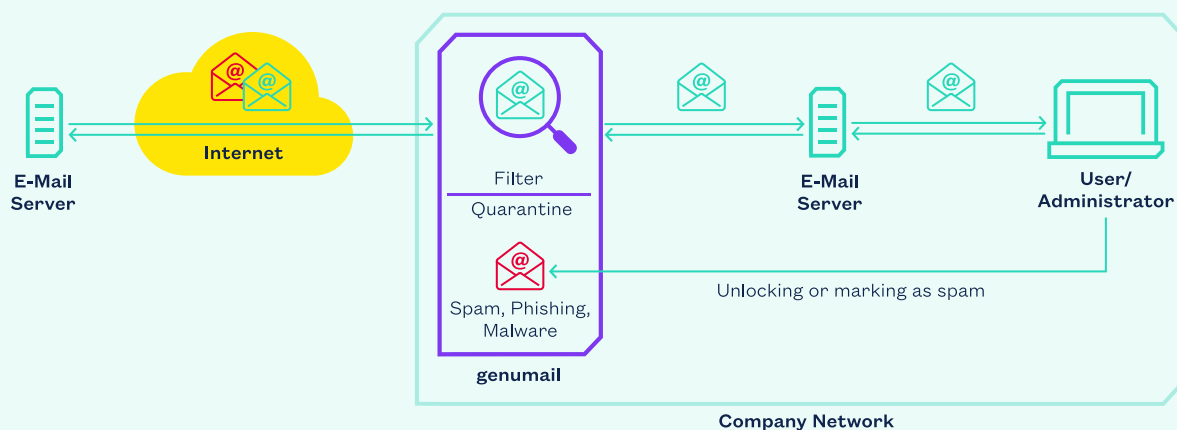 @
@
@
@
@
Internet
E-Mail
Server
Filter
Quarantine
@
Spam, Phishing,
Malware
genumail
E-Mail
Server
User/
Administrator
Unlocking or marking as spam
Company Network